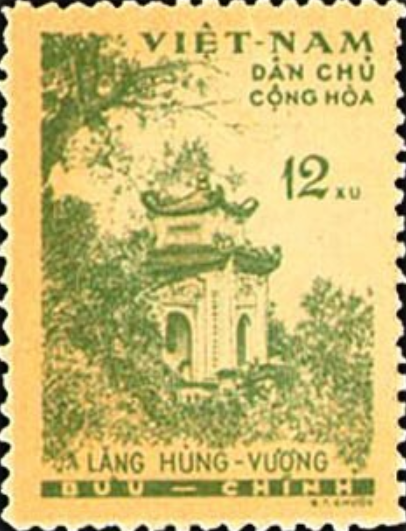 VIỆT-NAM
DÂN CHỦ
CỘNG HÒA
12 XU
LĂNG HÙNG-VƯƠNG
BƯU — CHÍNH